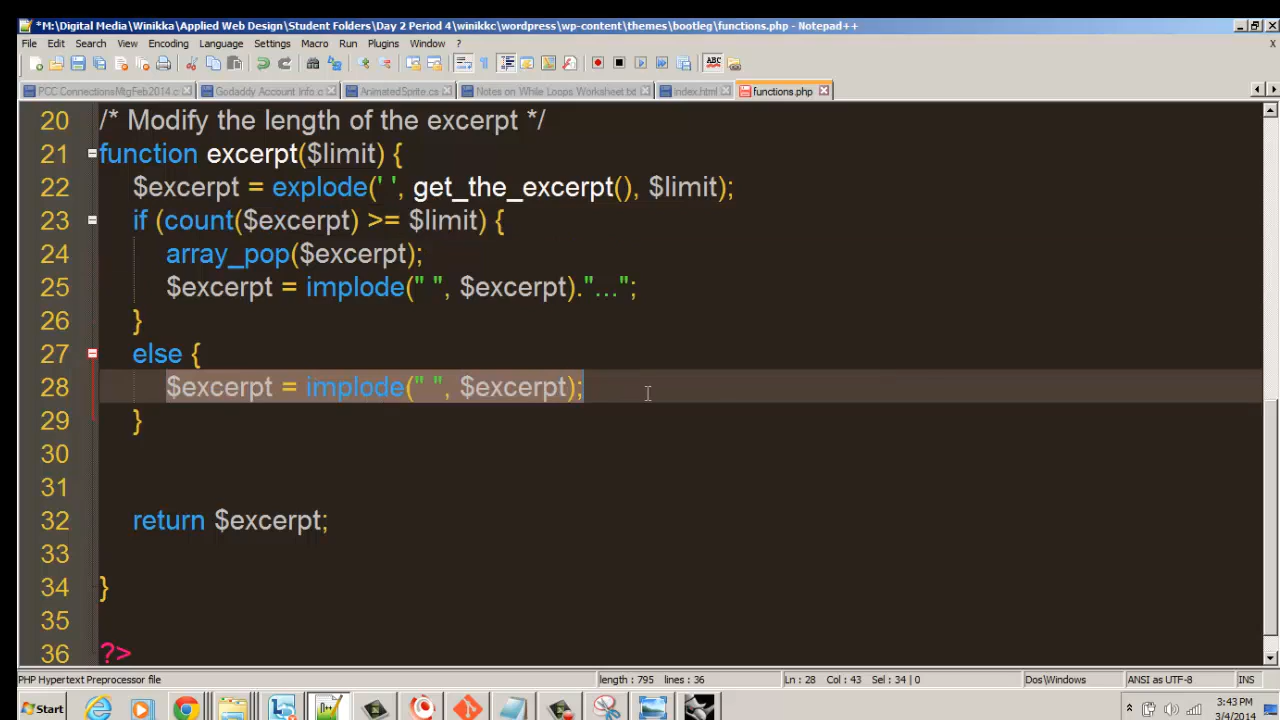 *M:\Digital Media\Winikka\Applied Web Design\Student Folders\Day 2 Period 4\winikkc\wordpress\wp-content\themes\bootleg\functions.php - Notepad++
File Edit Search View Encoding Language Settings Macro Run Plugins Window ?
PCC ConnectionsMtgFeb2014.c Godaddy Account Info.c AnimatedSprite.cs Notes on While Loops Worksheet.txt index.html functions.php
20 /* Modify the length of the excerpt */
21 function excerpt($limit) {
22 $excerpt = explode(' ', get_the_excerpt(), $limit);
23 if (count($excerpt) >= $limit) {
24 array_pop($excerpt);
25 $excerpt = implode(" ", $excerpt)."...";
26 }
27 else {
28 $excerpt = implode(" ", $excerpt);
29 }
30
31
32 return $excerpt;
33
34 }
35
36 ?>
PHP Hypertext Preprocessor file length : 795 lines : 36 Ln : 28 Col : 43 Sel : 34 | 0 Dos\Windows ANSI as UTF-8 INS
Start 3:43 PM
3/4/2014